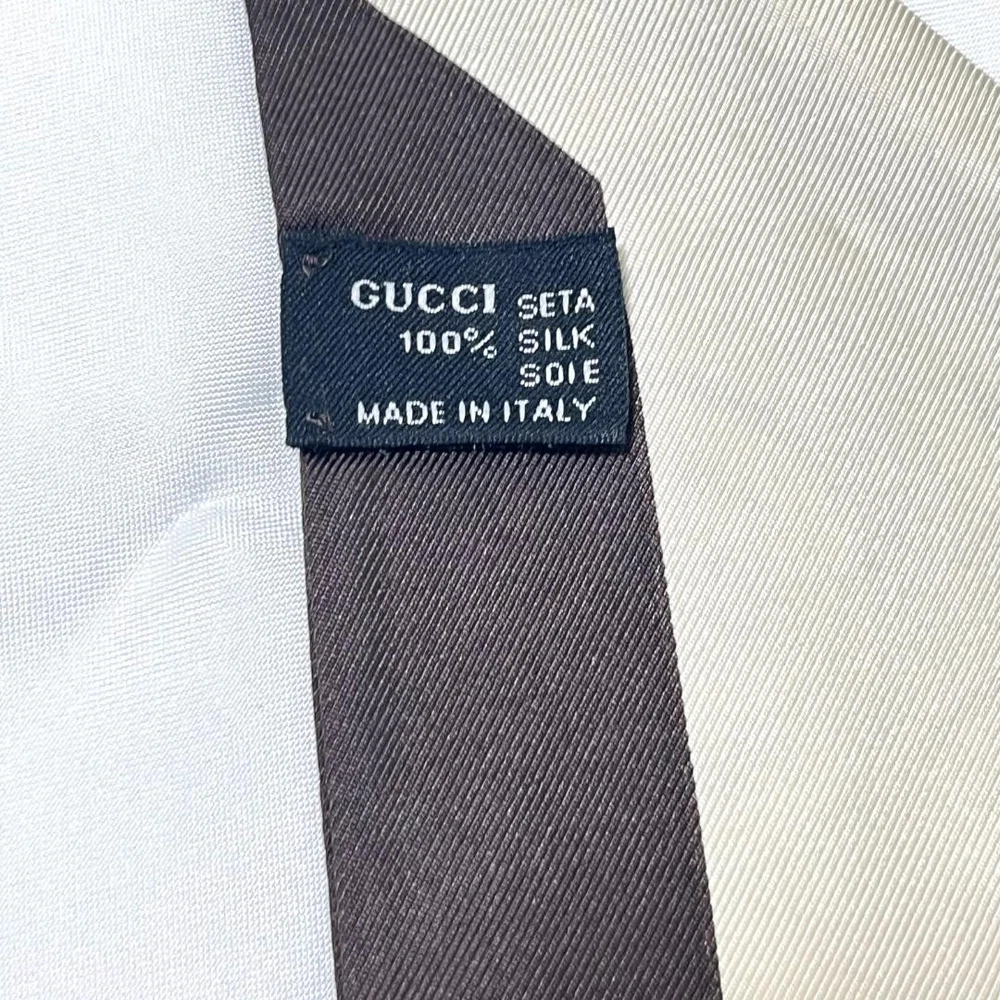 GUCCI SETA
100% SILK
SOIE
MADE IN ITALY